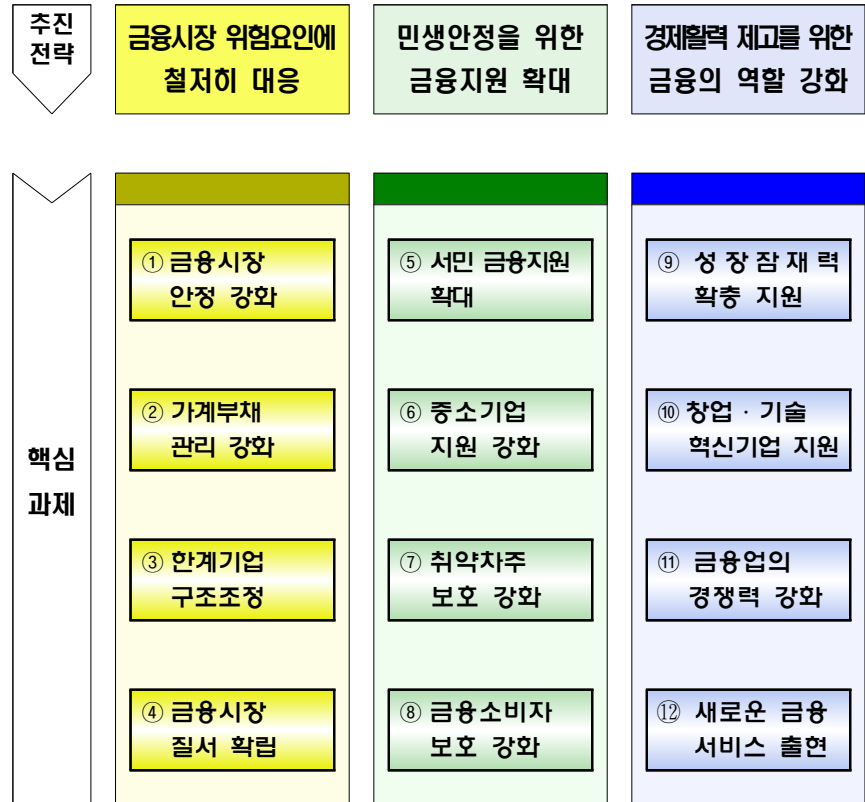 추진
전략
금융시장 위험요인에
철저히 대응
민생안정을 위한
금융지원 확대
경제활력 제고를 위한
금융의 역할 강화
핵심
과제
① 금융시장
안정 강화
② 가계부채
관리 강화
③ 한계기업
구조조정
④ 금융시장
질서 확립
⑤ 서민 금융지원
확대
⑥ 중소기업
지원 강화
⑦ 취약차주
보호 강화
⑧ 금융소비자
보호 강화
⑨ 성장잠재력
확충 지원
⑩ 창업 · 기술
혁신기업 지원
⑪ 금융업의
경쟁력 강화
⑫ 새로운 금융
서비스 출현